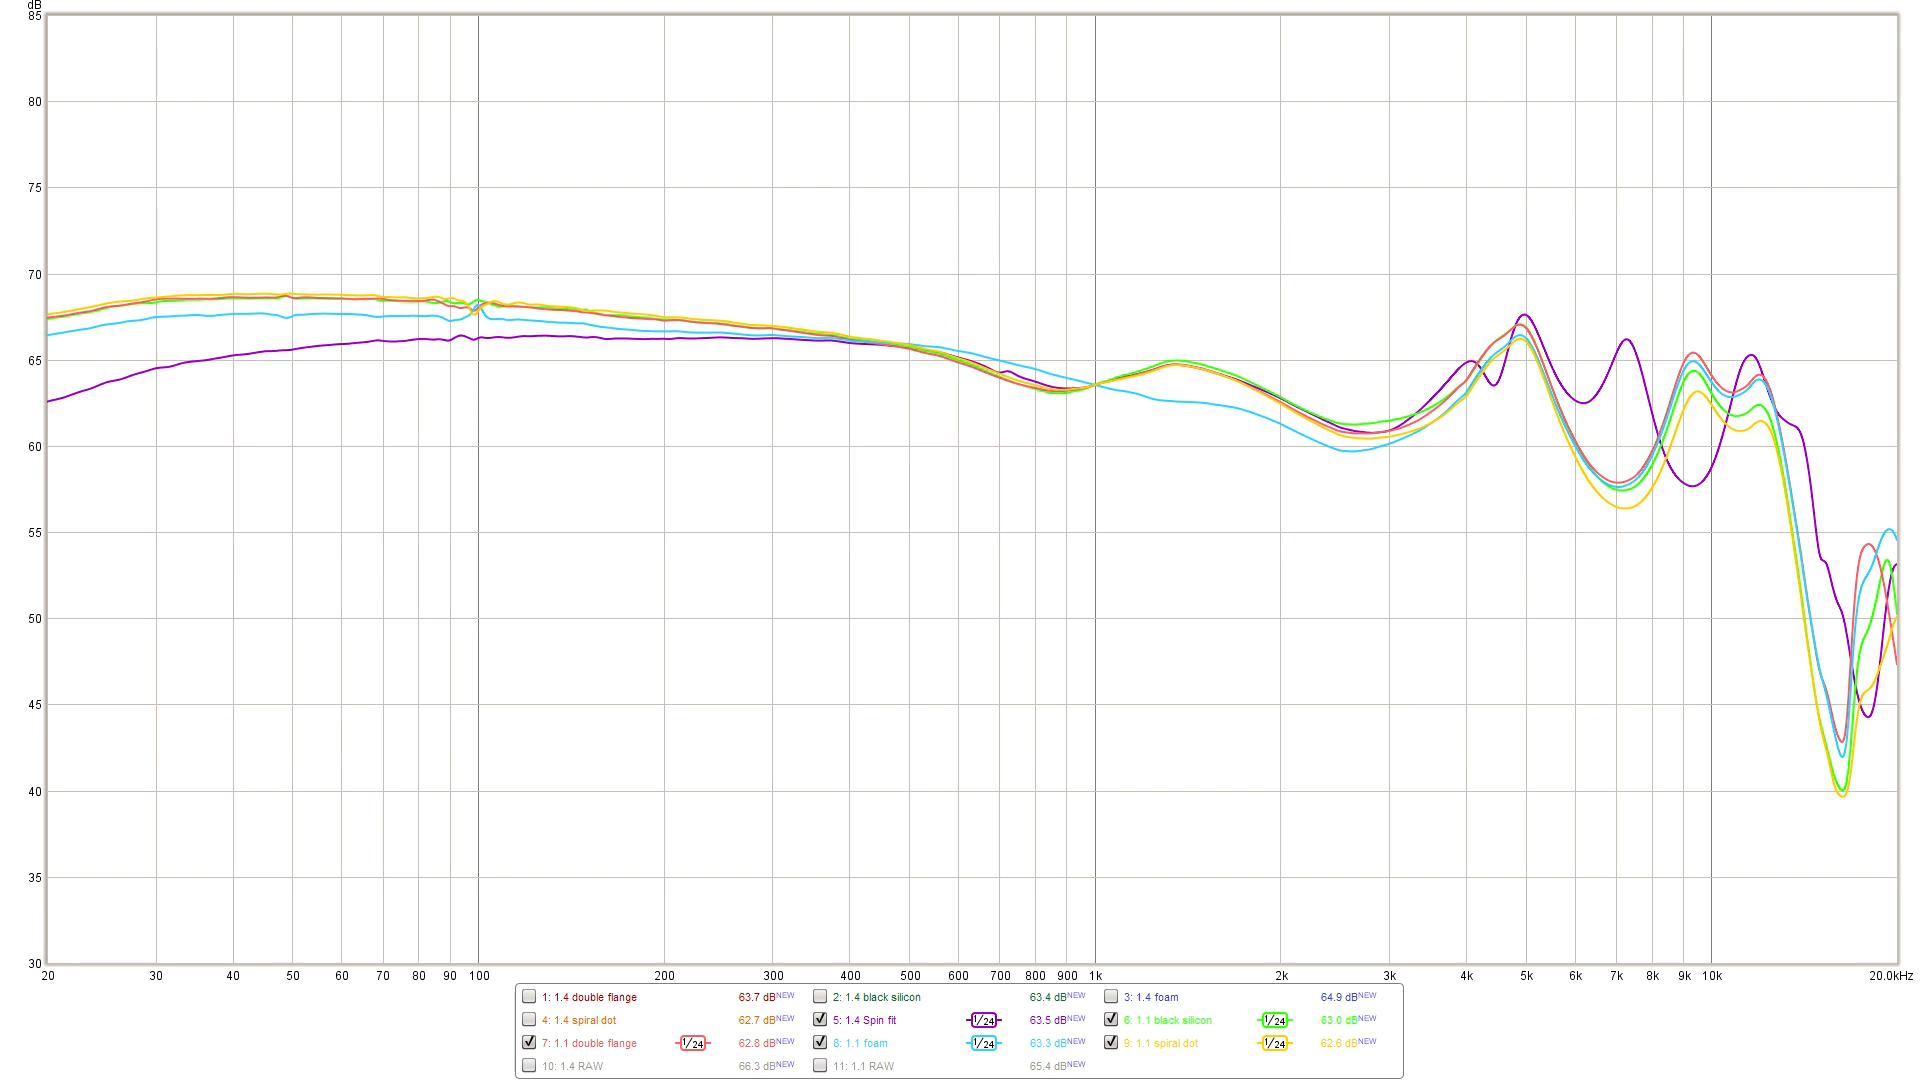 dB
85
80
75
70
65
60
55
50
45
40
35
30
20 30 40 50 60 70 80 90 100 200 300 400 500 600 700 800 900 1k 2k 3k 4k 5k 6k 7k 8k 9k 10k 20.0kHz
1: 1.4 double flange 63.7 dB NEW 2: 1.4 black silicon 63.4 dB NEW 3: 1.4 foam 64.9 dB NEW
4: 1.4 spiral dot 62.7 dB NEW 5: 1.4 Spin fit 1/24 63.5 dB NEW 6: 1.1 black silicon 1/24 63.0 dB NEW
7: 1.1 double flange 1/24 62.8 dB NEW 8: 1.1 foam 1/24 63.3 dB NEW 9: 1.1 spiral dot 1/24 62.6 dB NEW
10: 1.4 RAW 66.3 dB NEW 11: 1.1 RAW 65.4 dB NEW